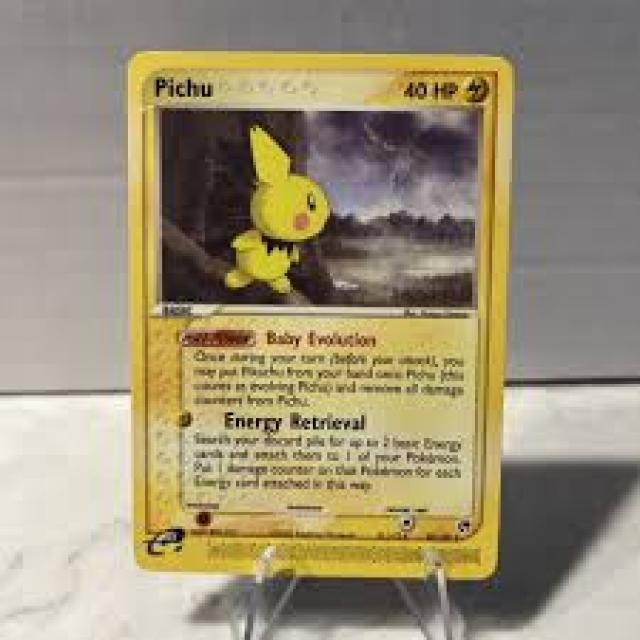 Pichu 40 HP
BASIC
Baby Evolution
Once during your turn (before your attack), you
may put Pikachu from your hand onto Pichu (this
counts as evolving Pichu) and remove all damage
counters from Pichu.
Energy Retrieval
Search your discard pile for up to 2 basic Energy
cards and attach them to 1 of your Pokémon.
Put 1 damage counter on that Pokémon for each
Energy card attached in this way.